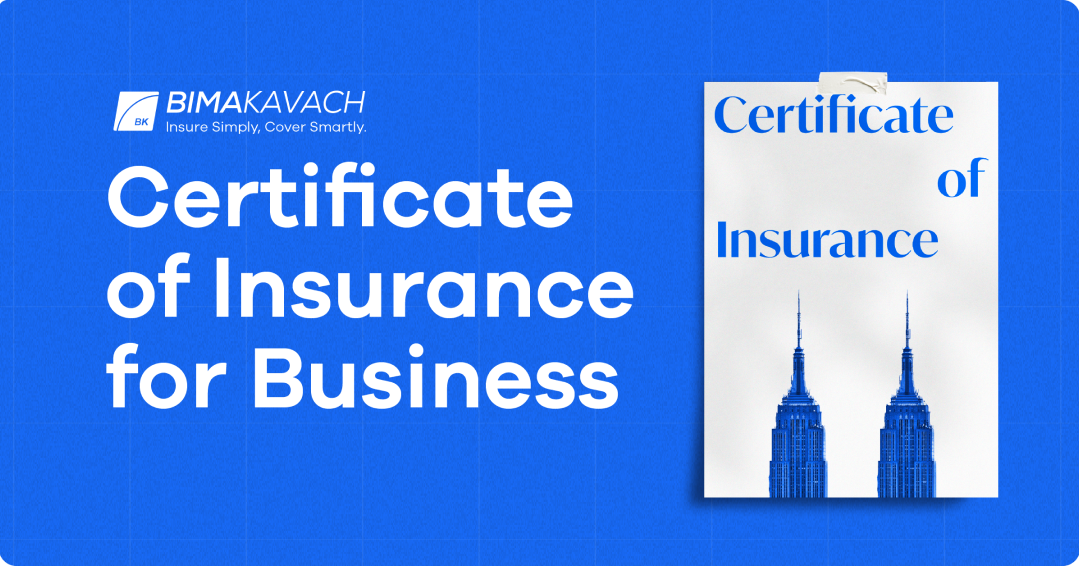 BIMAKAVACH
BK
Insure Simply, Cover Smartly.
Certificate
of Insurance
for Business
Certificate
of
Insurance